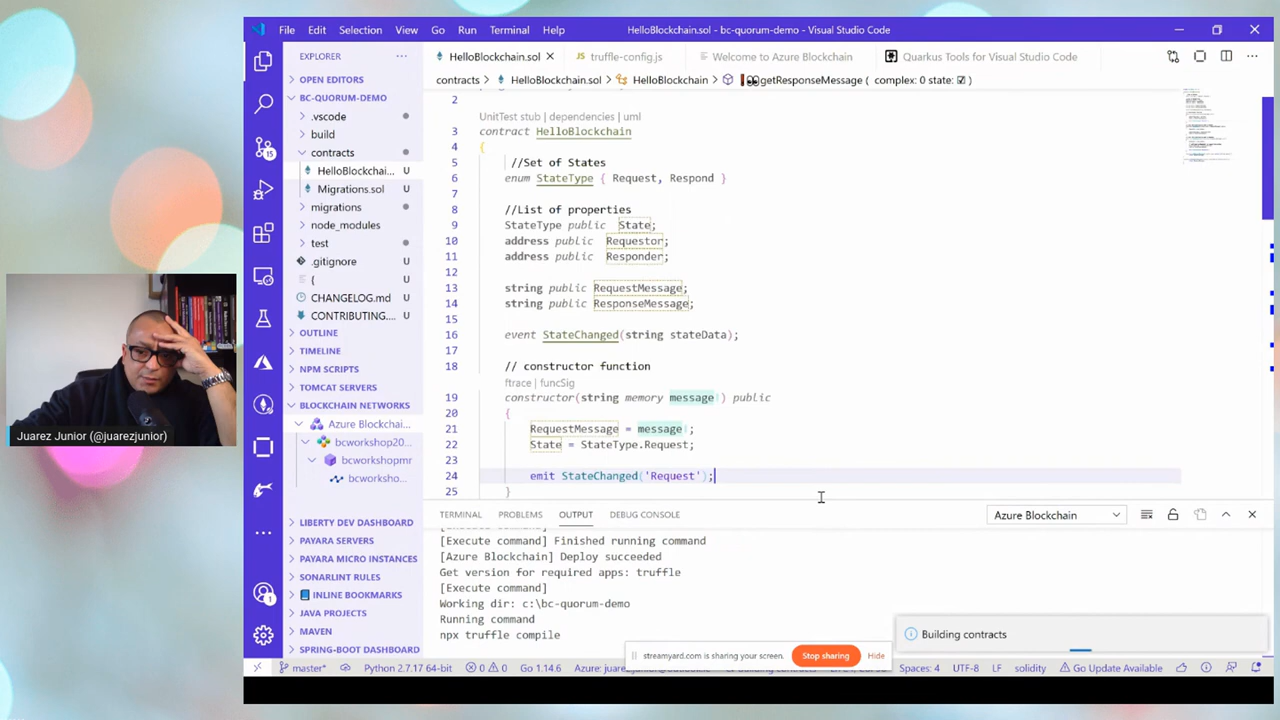 File Edit Selection View Go Run Terminal Help HelloBlockchain.sol - bc-quorum-demo - Visual Studio Code
EXPLORER
HelloBlockchain.sol truffle-config.js Welcome to Azure Blockchain Quarkus Tools for Visual Studio Code
contracts > HelloBlockchain.sol > HelloBlockchain > getResponseMessage ( complex: 0 state: )
OPEN EDITORS
BC-QUORUM-DEMO
.vscode
build
contracts
HelloBlockchai... U
Migrations.sol U
migrations
node_modules
test
.gitignore U
{ U
CHANGELOG.md U
CONTRIBUTING.... U
OUTLINE
TIMELINE
NPM SCRIPTS
TOMCAT SERVERS
BLOCKCHAIN NETWORKS
Azure Blockchai...
bcworkshop20...
bcworkshopmr
bcworksho...
LIBERTY DEV DASHBOARD
PAYARA SERVERS
PAYARA MICRO INSTANCES
SONARLINT RULES
INLINE BOOKMARKS
JAVA PROJECTS
MAVEN
SPRING-BOOT DASHBOARD
15
1
2
UnitTest stub | dependencies | uml
3 contract HelloBlockchain
4 {
5 //Set of States
6 enum StateType { Request, Respond }
7
8 //List of properties
9 StateType public State;
10 address public Requestor;
11 address public Responder;
12
13 string public RequestMessage;
14 string public ResponseMessage;
15
16 event StateChanged(string stateData);
17
18 // constructor function
ftrace | funcSig
19 constructor(string memory message) public
20 {
21 RequestMessage = message;
22 State = StateType.Request;
23
24 emit StateChanged('Request');
25 }
TERMINAL PROBLEMS OUTPUT DEBUG CONSOLE Azure Blockchain
[Execute command] Finished running command
[Azure Blockchain] Deploy succeeded
Get version for required apps: truffle
[Execute command]
Working dir: c:\bc-quorum-demo
Running command
npx truffle compile
Building contracts
streamyard.com is sharing your screen. Stop sharing Hide
master* Python 2.7.17 64-bit 0 0 Go 1.14.6 Spaces: 4 UTF-8 LF solidity Go Update Available
Juarez Junior (@juarezjunior)